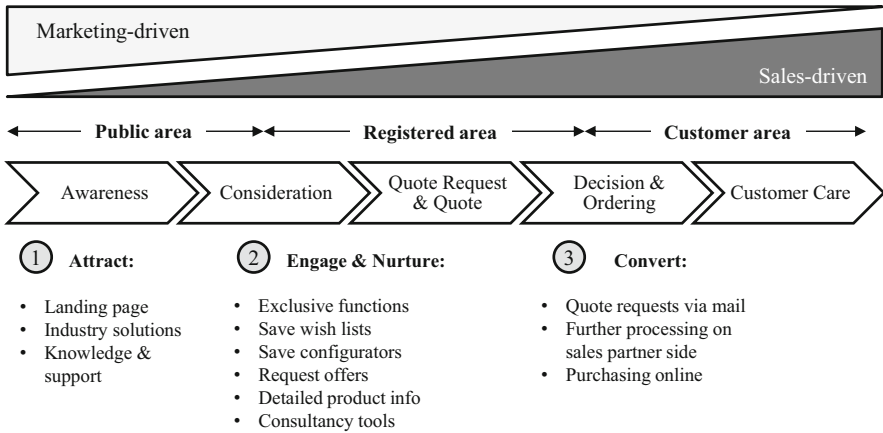 Marketing-driven
Sales-driven
Public area
Registered area
Customer area
Awareness
Consideration
Quote Request
& Quote
Decision &
Ordering
Customer Care
1 Attract:
• Landing page
• Industry solutions
• Knowledge &
support
2 Engage & Nurture:
• Exclusive functions
• Save wish lists
• Save configurators
• Request offers
• Detailed product info
• Consultancy tools
3 Convert:
• Quote requests via mail
• Further processing on
sales partner side
• Purchasing online